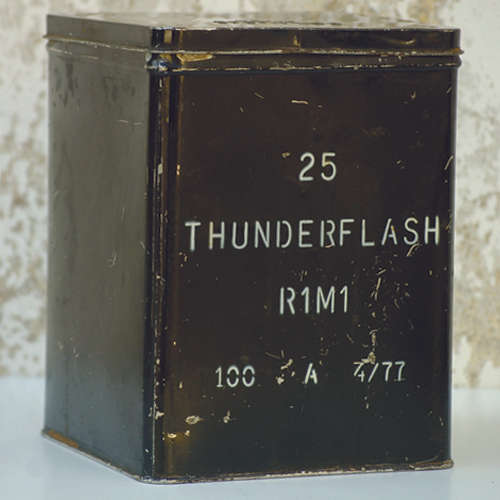 25
THUNDERFLASH
R1M1
100 A 4/77